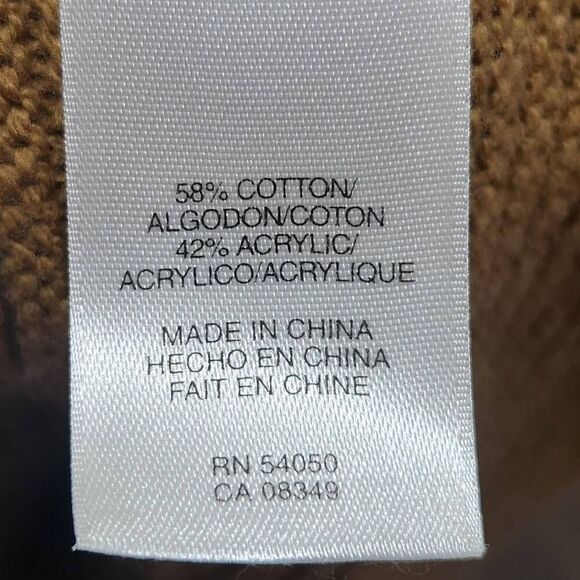 58% COTTON/
ALGODON/COTON
42% ACRYLIC/
ACRYLICO/ACRYLIQUE
MADE IN CHINA
HECHO EN CHINA
FAIT EN CHINE
RN 54050
CA 08349